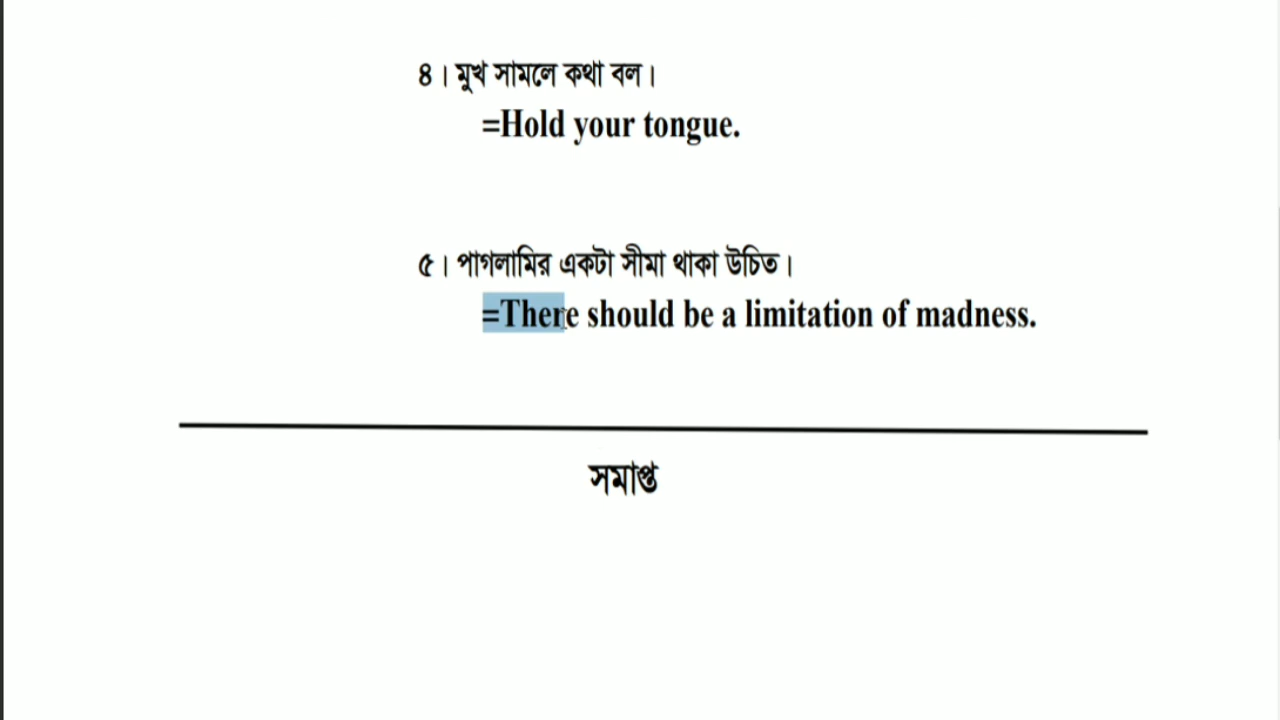 ৪। মুখ সামলে কথা বল।
=Hold your tongue.
৫। পাগলামির একটা সীমা থাকা উচিত।
=There should be a limitation of madness.
সমাপ্ত